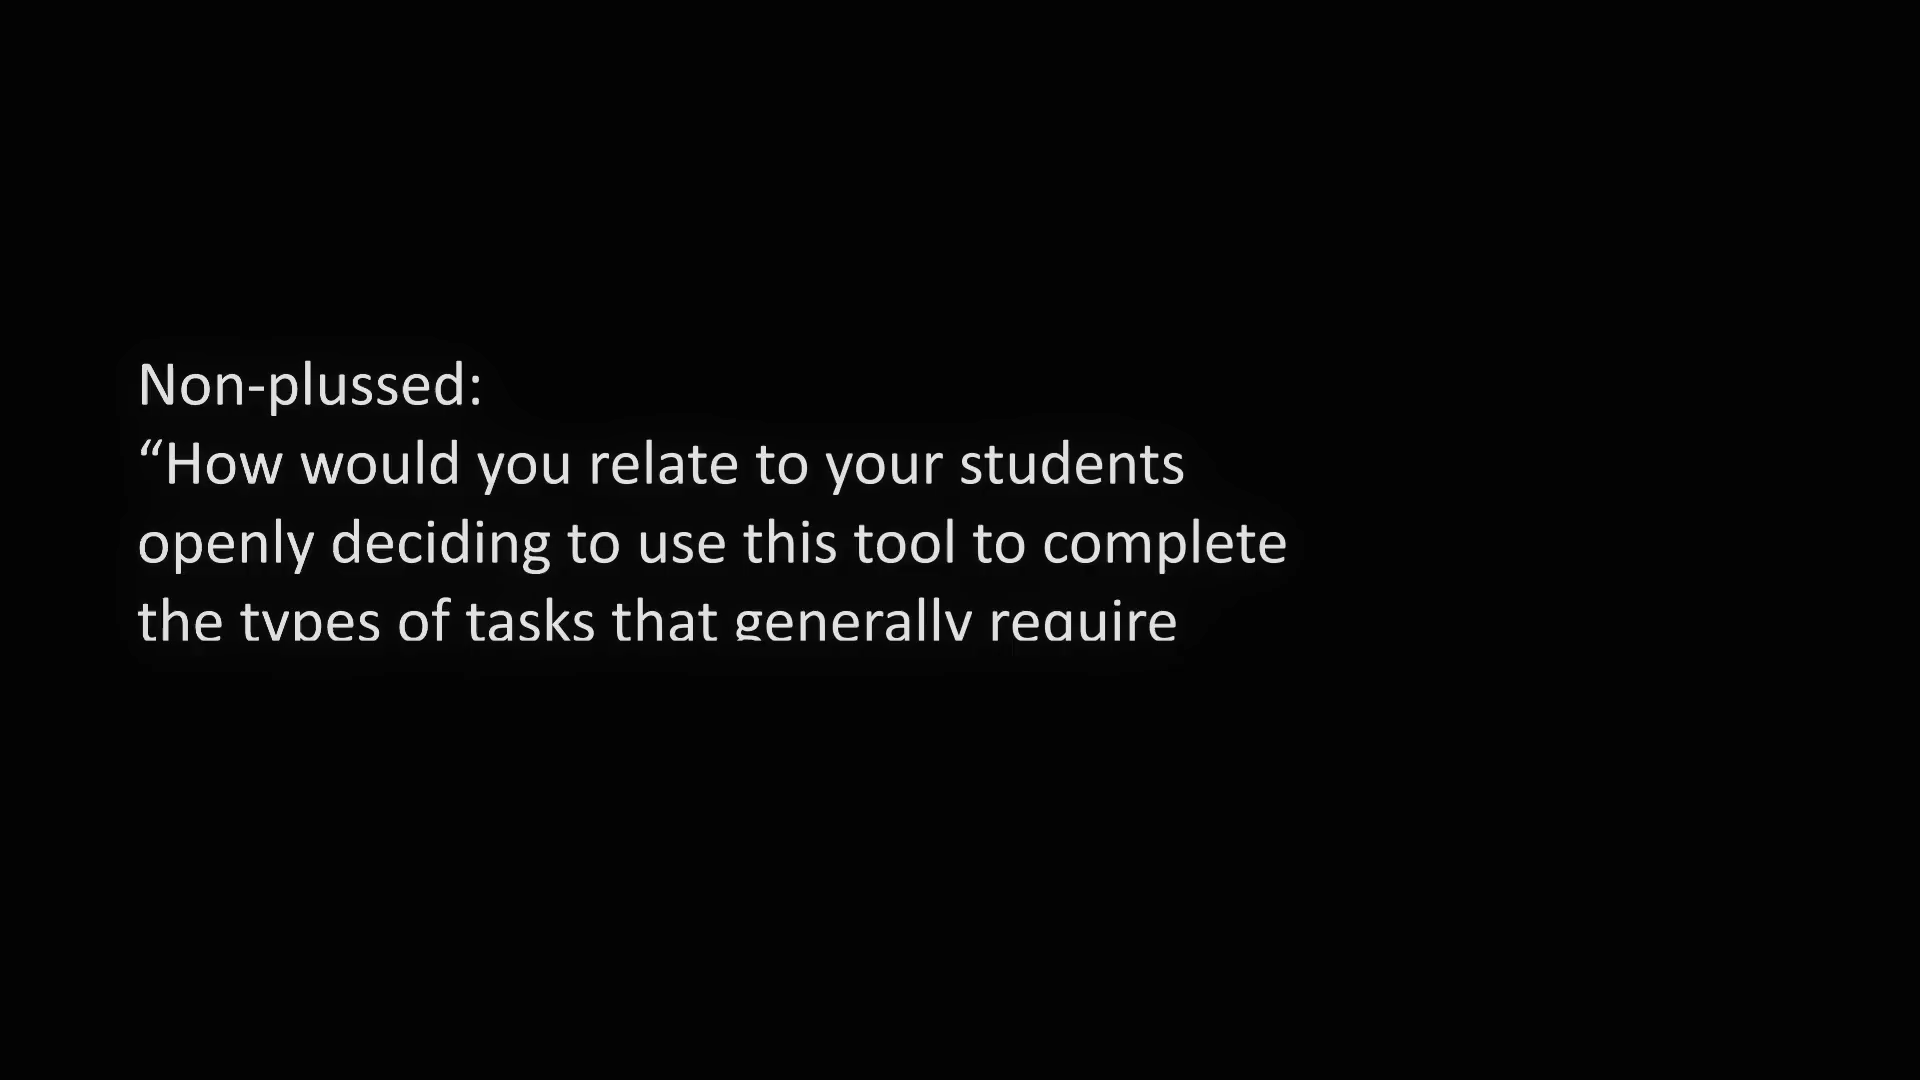 Non-plussed:
“How would you relate to your students
openly deciding to use this tool to complete
the types of tasks that generally require